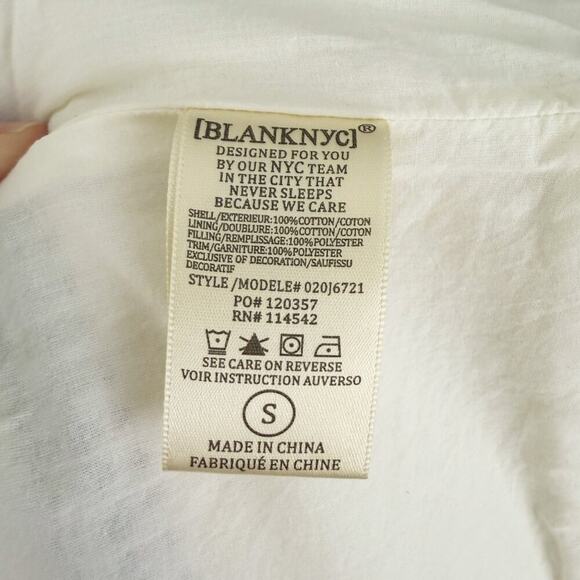 [BLANKNYC]®
DESIGNED FOR YOU
BY OUR NYC TEAM
IN THE CITY THAT
NEVER SLEEPS
BECAUSE WE CARE
SHELL/EXTERIEUR:100%COTTON/COTON
LINING/DOUBLURE:100%COTTON/COTON
FILLING/REMPLISSAGE:100%POLYESTER
TRIM/GARNITURE:100%POLYESTER
EXCLUSIVE OF DECORATION/SAUFISSU
DECORATIF
STYLE /MODELE# 020J6721
PO# 120357
RN# 114542
SEE CARE ON REVERSE
VOIR INSTRUCTION AUVERSO
S
MADE IN CHINA
FABRIQUÉ EN CHINE